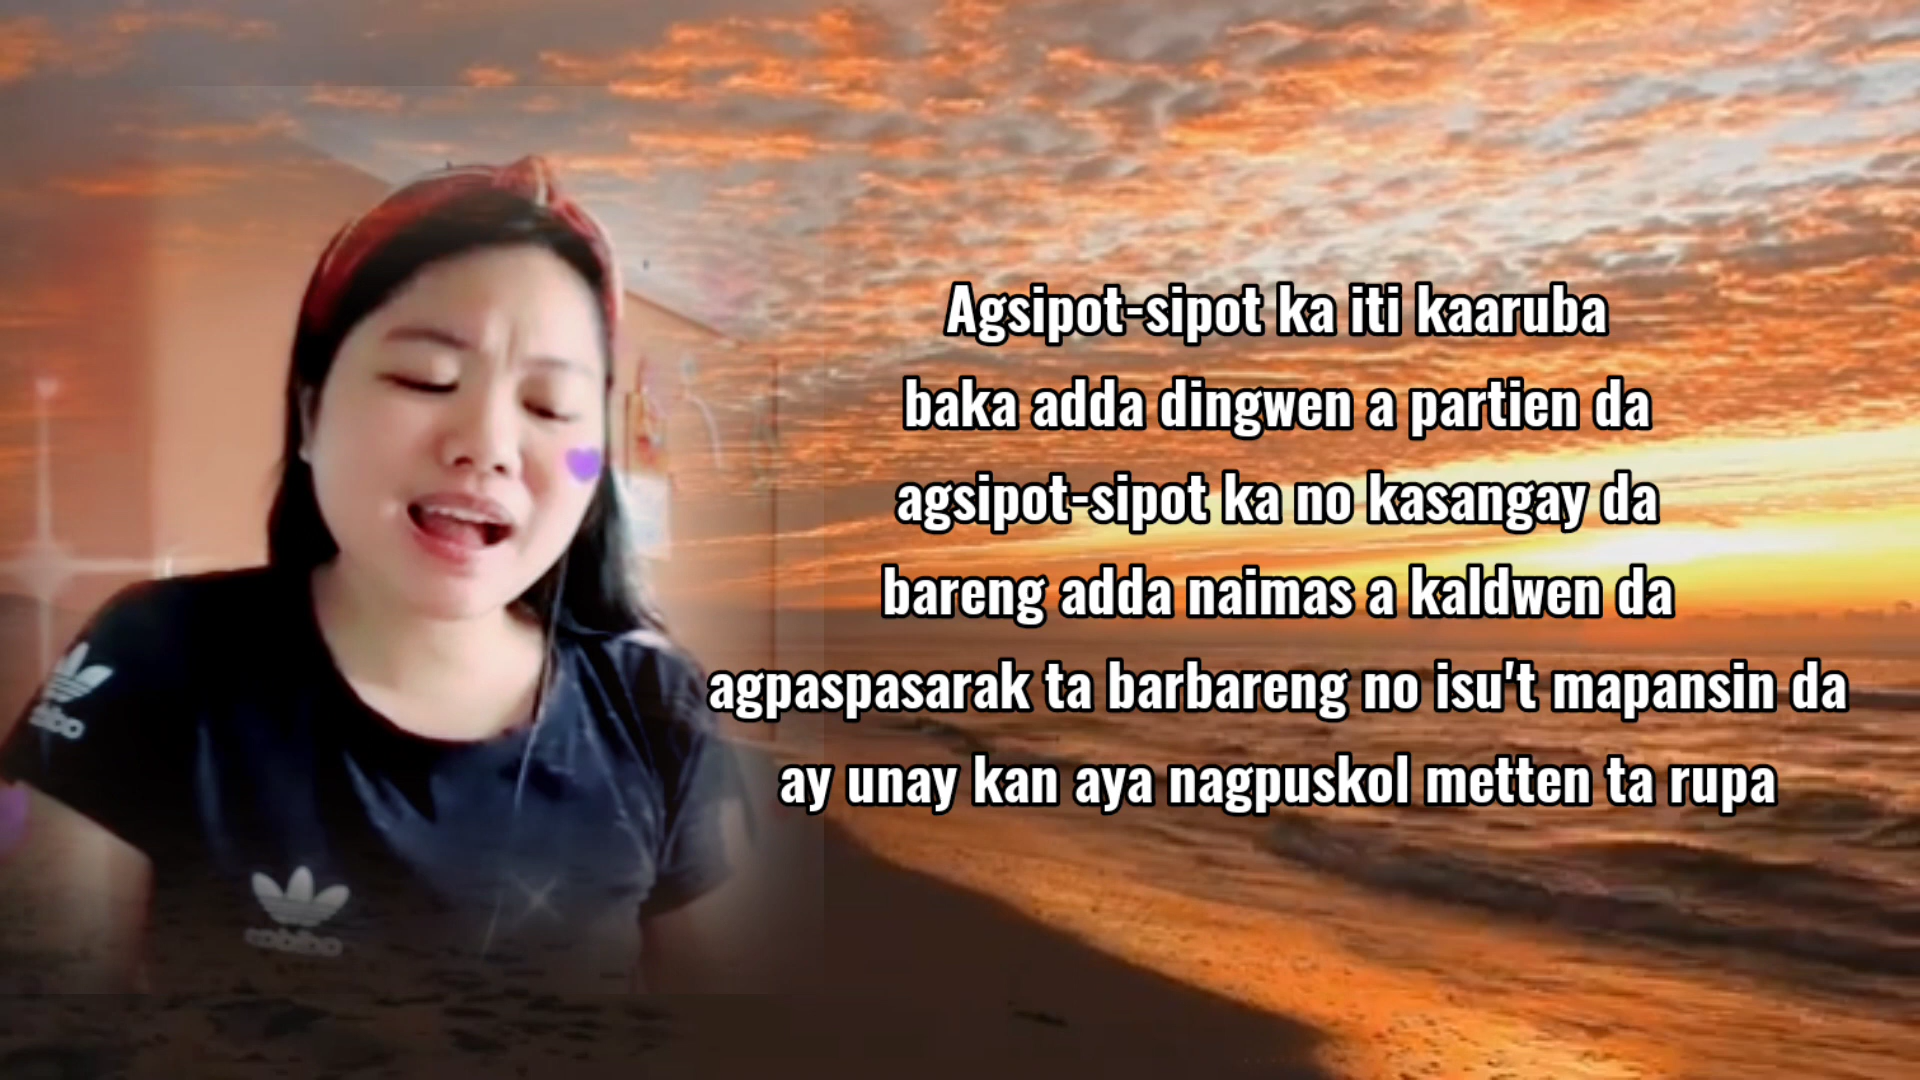 Agsipot-sipot ka iti kaaruba
baka adda dingwen a partien da
agsipot-sipot ka no kasangay da
bareng adda naimas a kaldwen da
agpaspasarak ta barbareng no isu't mapansin da
ay unay kan aya nagpuskol metten ta rupa